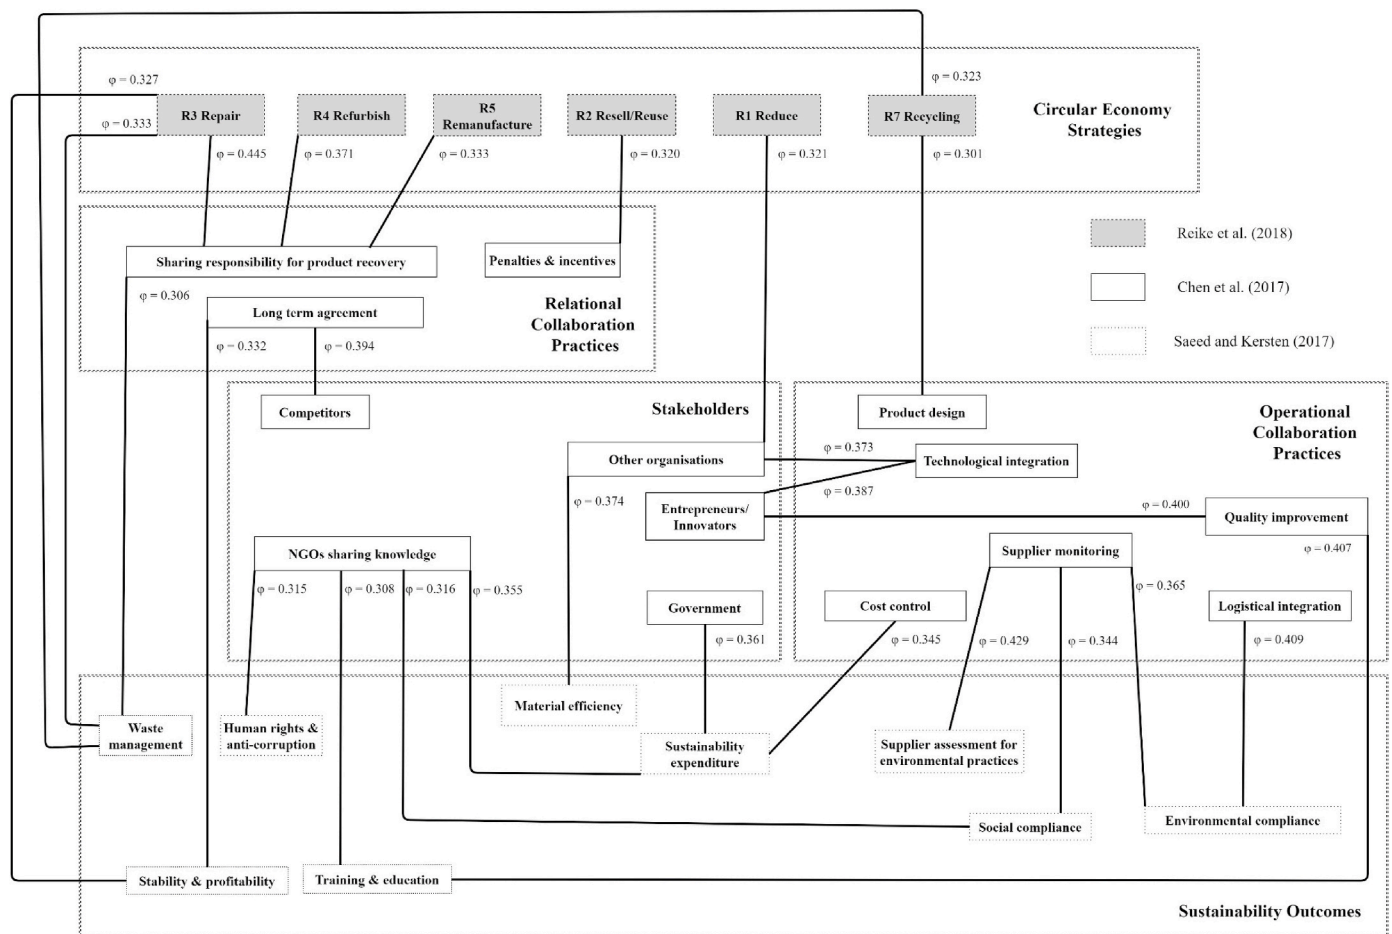 φ = 0.327
φ = 0.323
φ = 0.333
R3 Repair
R4 Refurbish
R5
Remanufacture
R2 Resell/Reuse
R1 Reduce
R7 Recycling
Circular Economy
Strategies
φ = 0.445
φ = 0.371
φ = 0.333
φ = 0.320
φ = 0.321
φ = 0.301
Reike et al. (2018)
Chen et al. (2017)
Saeed and Kersten (2017)
Sharing responsibility for product recovery
Penalties & incentives
φ = 0.306
Long term agreement
Relational
Collaboration
Practices
φ = 0.332
φ = 0.394
Competitors
Stakeholders
Product design
Operational
Collaboration
Practices
Other organisations
φ = 0.373
Technological integration
φ = 0.387
φ = 0.374
Entrepreneurs/
Innovators
φ = 0.400
Quality improvement
φ = 0.407
NGOs sharing knowledge
Supplier monitoring
φ = 0.315
φ = 0.308
φ = 0.316
φ = 0.355
φ = 0.365
Government
Cost control
Logistical integration
φ = 0.361
φ = 0.345
φ = 0.429
φ = 0.344
φ = 0.409
Material efficiency
Waste
management
Human rights &
anti-corruption
Sustainability
expenditure
Supplier assessment for
environmental practices
Social compliance
Environmental compliance
Stability & profitability
Training & education
Sustainability Outcomes